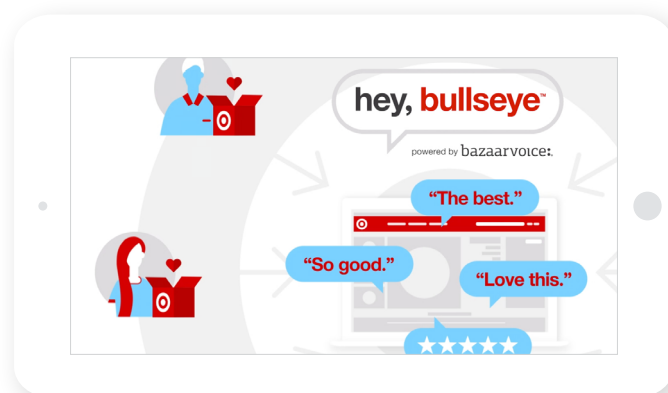 hey, bullseye™
powered by bazaarvoice:.
“The best.”
“So good.”
“Love this.”